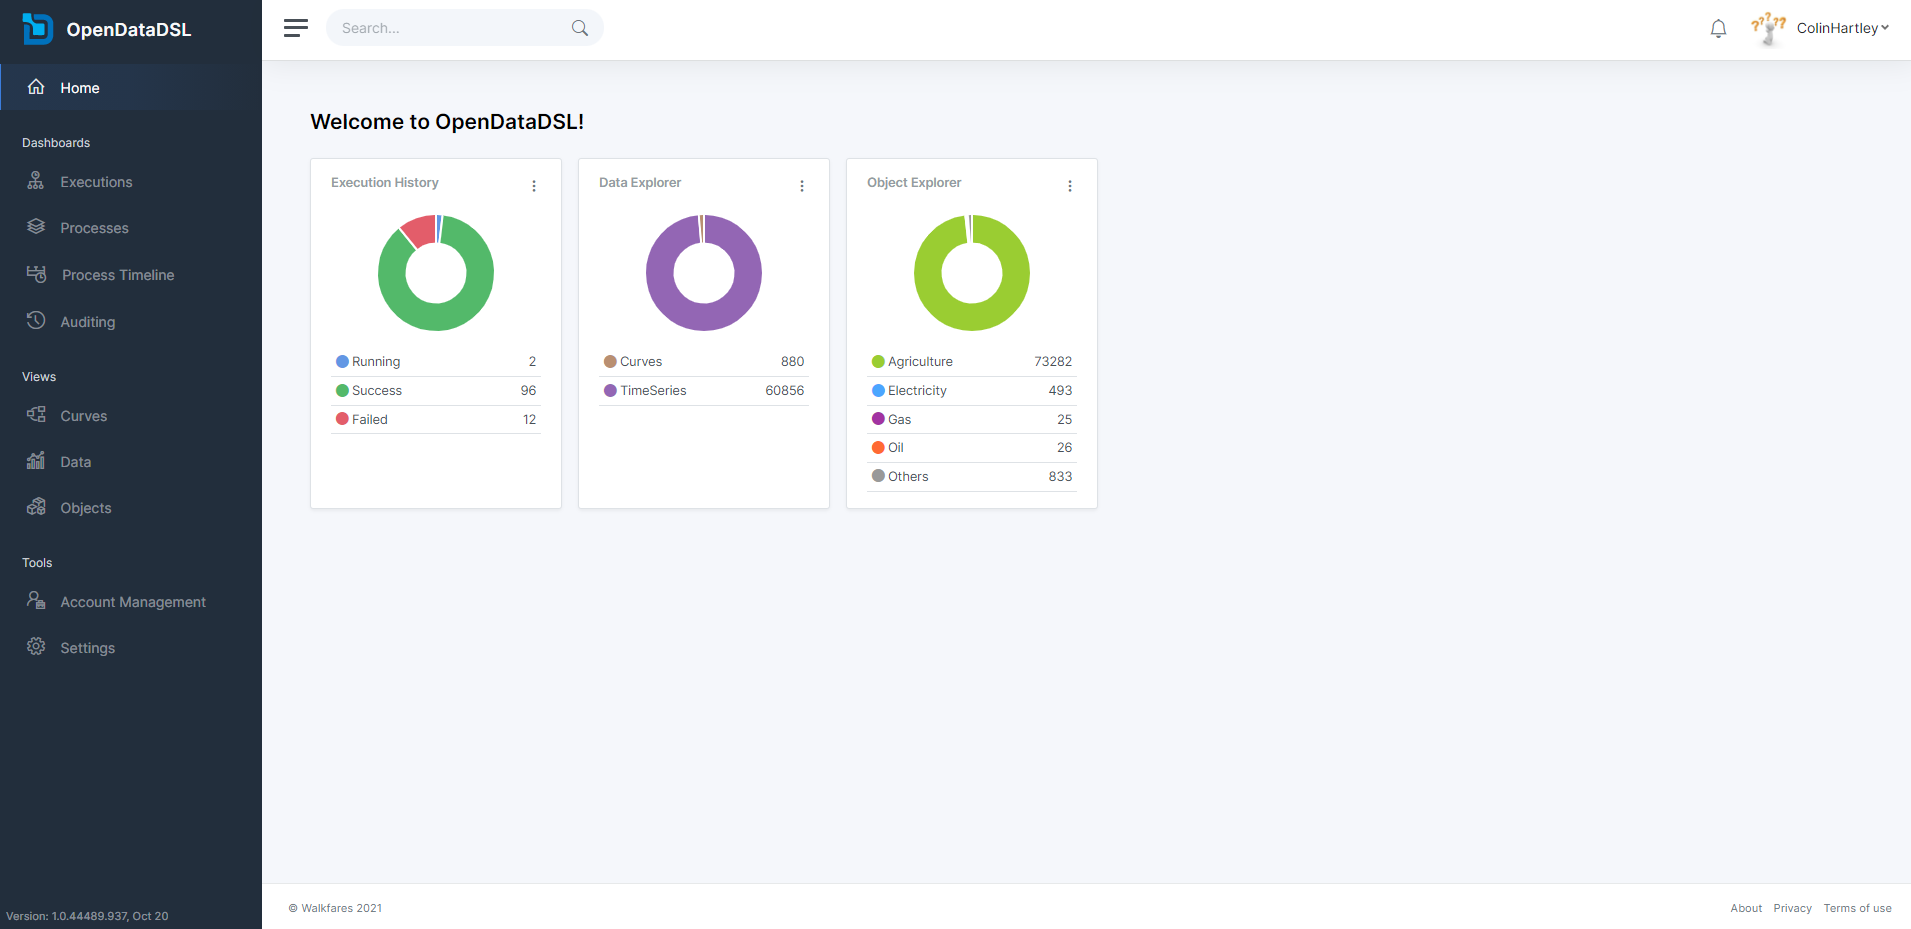 OpenDataDSL
Home
Dashboards
Executions
Processes
Process Timeline
Auditing
Views
Curves
Data
Objects
Tools
Account Management
Settings
Version: 1.0.44489.937, Oct 20
Search...
????
ColinHartley
Welcome to OpenDataDSL!
Execution History
Running 2
Success 96
Failed 12
Data Explorer
Curves 880
TimeSeries 60856
Object Explorer
Agriculture 73282
Electricity 493
Gas 25
Oil 26
Others 833
© Walkfares 2021
About Privacy Terms of use